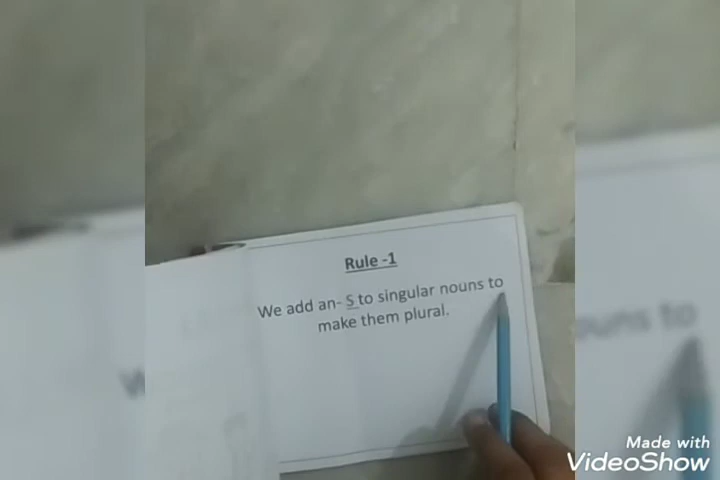 Rule -1
We add an- S to singular nouns to
make them plural.
Made with
VideoShow